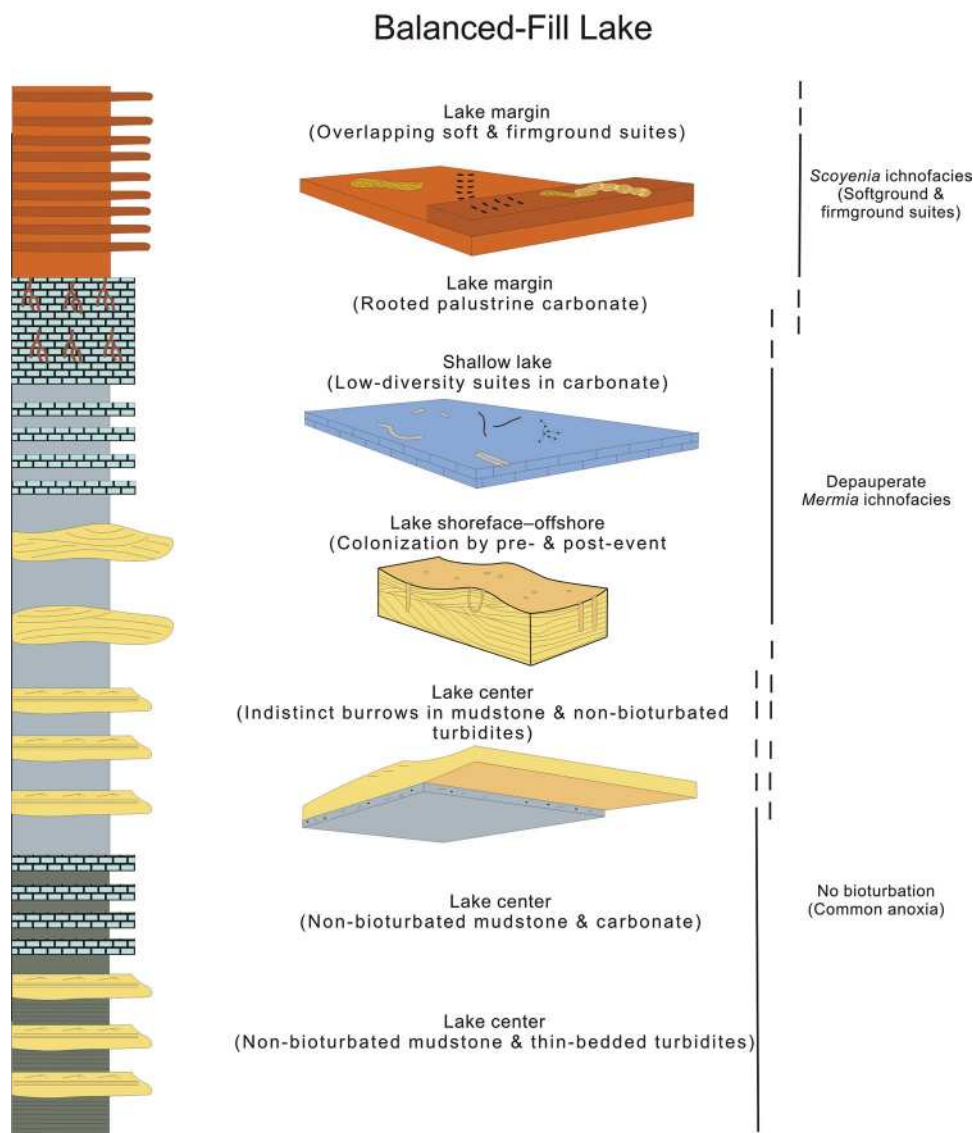 Balanced-Fill Lake
Lake margin
(Overlapping soft & firmground suites)
Scoyenia ichnofacies
(Softground &
firmground suites)
Lake margin
(Rooted palustrine carbonate)
Shallow lake
(Low-diversity suites in carbonate)
Depauperate
Mermia ichnofacies
Lake shoreface–offshore
(Colonization by pre- & post-event
Lake center
(Indistinct burrows in mudstone & non-bioturbated
turbidites)
No bioturbation
(Common anoxia)
Lake center
(Non-bioturbated mudstone & carbonate)
Lake center
(Non-bioturbated mudstone & thin-bedded turbidites)